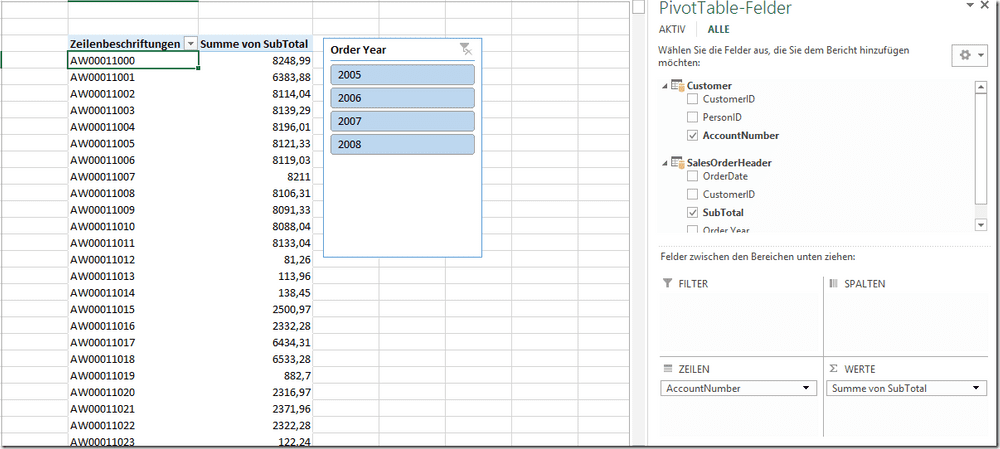 Zeilenbeschriftungen Summe von SubTotal
AW00011000 8248,99
AW00011001 6383,88
AW00011002 8114,04
AW00011003 8139,29
AW00011004 8196,01
AW00011005 8121,33
AW00011006 8119,03
AW00011007 8211
AW00011008 8106,31
AW00011009 8091,33
AW00011010 8088,04
AW00011011 8133,04
AW00011012 81,26
AW00011013 113,96
AW00011014 138,45
AW00011015 2500,97
AW00011016 2332,28
AW00011017 6434,31
AW00011018 6533,28
AW00011019 882,7
AW00011020 2316,97
AW00011021 2371,96
AW00011022 2322,28
AW00011023 122,24
Order Year
2005
2006
2007
2008
PivotTable-Felder
AKTIV ALLE
Wählen Sie die Felder aus, die Sie dem Bericht hinzufügen
möchten:
Customer
CustomerID
PersonID
AccountNumber
SalesOrderHeader
OrderDate
CustomerID
SubTotal
Order Year
Felder zwischen den Bereichen unten ziehen:
FILTER
SPALTEN
ZEILEN
AccountNumber
Σ WERTE
Summe von SubTotal